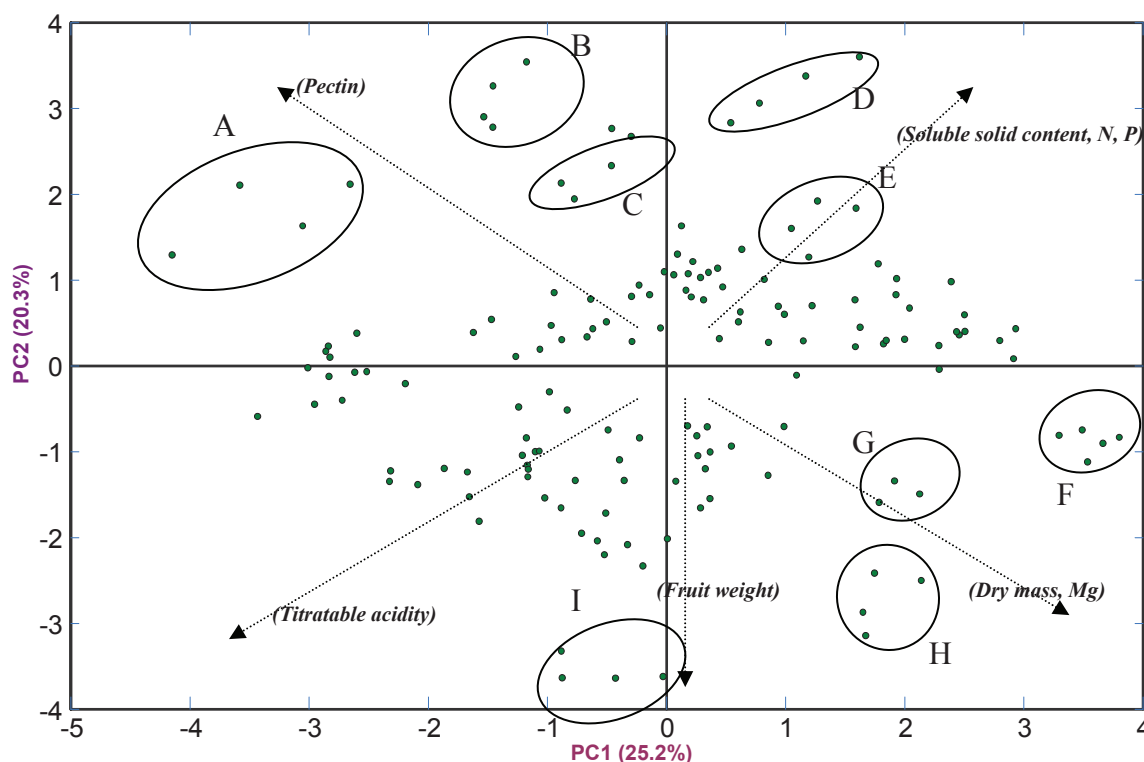 4
B
(Pectin)
3
D
A
(Soluble solid content, N, P)
E
2
C
1
PC2 (20.3%)
0
-1
G
F
-2
(Titratable acidity)
I
(Fruit weight)
(Dry mass, Mg)
-3
H
-4
-5
-4
-3
-2
-1
0
1
2
3
4
PC1 (25.2%)